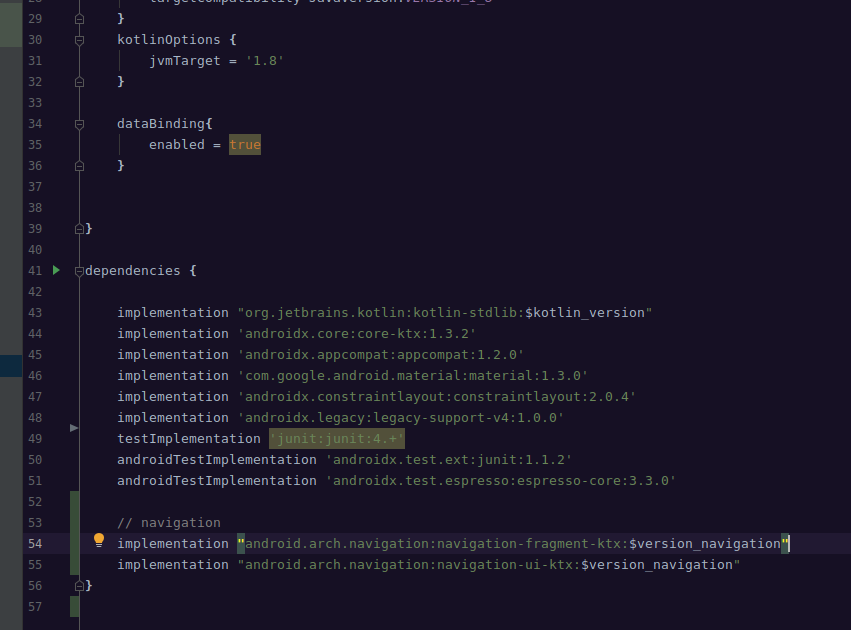 29 }
30 kotlinOptions {
31 jvmTarget = '1.8'
32 }
33
34 dataBinding{
35 enabled = true
36 }
37
38
39 }
40
41 dependencies {
42
43 implementation "org.jetbrains.kotlin:kotlin-stdlib:$kotlin_version"
44 implementation 'androidx.core:core-ktx:1.3.2'
45 implementation 'androidx.appcompat:appcompat:1.2.0'
46 implementation 'com.google.android.material:material:1.3.0'
47 implementation 'androidx.constraintlayout:constraintlayout:2.0.4'
48 implementation 'androidx.legacy:legacy-support-v4:1.0.0'
49 testImplementation 'junit:junit:4.+'
50 androidTestImplementation 'androidx.test.ext:junit:1.1.2'
51 androidTestImplementation 'androidx.test.espresso:espresso-core:3.3.0'
52
53 // navigation
54 implementation "android.arch.navigation:navigation-fragment-ktx:$version_navigation"
55 implementation "android.arch.navigation:navigation-ui-ktx:$version_navigation"
56 }
57